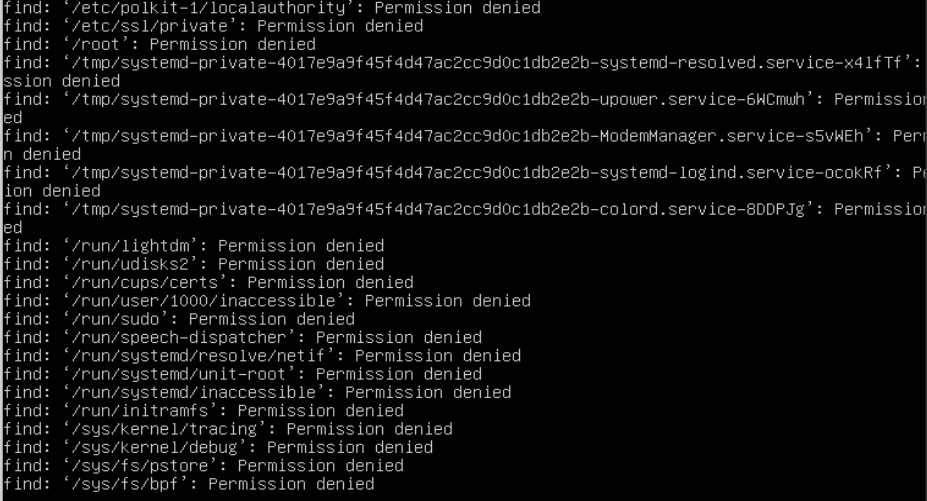 find: ‘/etc/polkit-1/localauthority’: Permission denied
find: ‘/etc/ssl/private’: Permission denied
find: ‘/root’: Permission denied
find: ‘/tmp/systemd-private-4017e9a9f45f4d47ac2cc9d0c1db2e2b-systemd-resolved.service-x4lfTf’:
ssion denied
find: ‘/tmp/systemd-private-4017e9a9f45f4d47ac2cc9d0c1db2e2b-upower.service-6WCmwh’: Permission
ed
find: ‘/tmp/systemd-private-4017e9a9f45f4d47ac2cc9d0c1db2e2b-ModemManager.service-s5vWEh’: Perm
n denied
find: ‘/tmp/systemd-private-4017e9a9f45f4d47ac2cc9d0c1db2e2b-systemd-logind.service-ocokRf’: Pe
ion denied
find: ‘/tmp/systemd-private-4017e9a9f45f4d47ac2cc9d0c1db2e2b-colord.service-8DDPJg’: Permission
ed
find: ‘/run/lightdm’: Permission denied
find: ‘/run/udisks2’: Permission denied
find: ‘/run/cups/certs’: Permission denied
find: ‘/run/user/1000/inaccessible’: Permission denied
find: ‘/run/sudo’: Permission denied
find: ‘/run/speech-dispatcher’: Permission denied
find: ‘/run/systemd/resolve/netif’: Permission denied
find: ‘/run/systemd/unit-root’: Permission denied
find: ‘/run/systemd/inaccessible’: Permission denied
find: ‘/run/initramfs’: Permission denied
find: ‘/sys/kernel/tracing’: Permission denied
find: ‘/sys/kernel/debug’: Permission denied
find: ‘/sys/fs/pstore’: Permission denied
find: ‘/sys/fs/bpf’: Permission denied